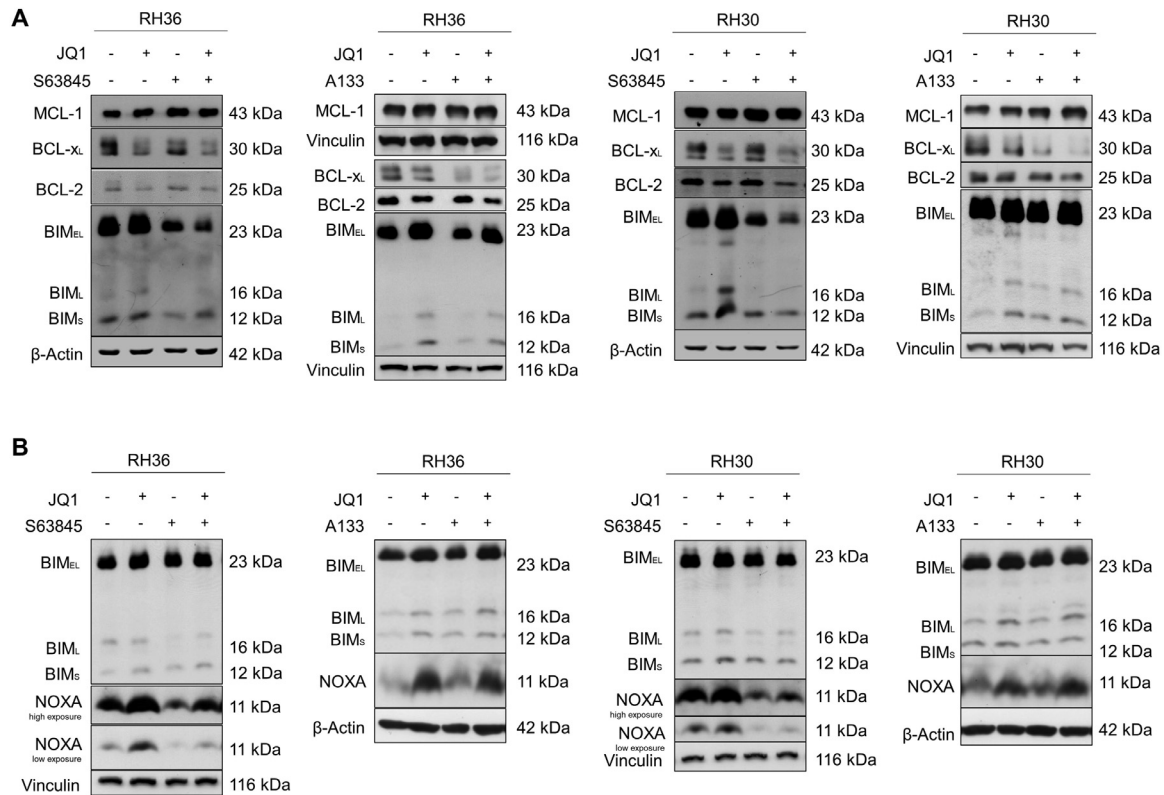 A
RH36
JQ1 - + - +
S63845 - - + +
MCL-1 43 kDa
BCL-xL 30 kDa
BCL-2 25 kDa
BIMEL 23 kDa
BIML 16 kDa
BIMS 12 kDa
β-Actin 42 kDa
RH36
JQ1 - + - +
A133 - - + +
MCL-1 43 kDa
Vinculin 116 kDa
BCL-xL 30 kDa
BCL-2 25 kDa
BIMEL 23 kDa
BIML 16 kDa
BIMS 12 kDa
Vinculin 116 kDa
RH30
JQ1 - + - +
S63845 - - + +
MCL-1 43 kDa
BCL-xL 30 kDa
BCL-2 25 kDa
BIMEL 23 kDa
BIML 16 kDa
BIMS 12 kDa
β-Actin 42 kDa
RH30
JQ1 - + - +
A133 - - + +
MCL-1 43 kDa
BCL-xL 30 kDa
BCL-2 25 kDa
BIMEL 23 kDa
BIML 16 kDa
BIMS 12 kDa
Vinculin 116 kDa
B
RH36
JQ1 - + - +
S63845 - - + +
BIMEL 23 kDa
BIML 16 kDa
BIMS 12 kDa
NOXA 11 kDa
high exposure
NOXA 11 kDa
low exposure
Vinculin 116 kDa
RH36
JQ1 - + - +
A133 - - + +
BIMEL 23 kDa
BIML 16 kDa
BIMS 12 kDa
NOXA 11 kDa
β-Actin 42 kDa
RH30
JQ1 - + - +
S63845 - - + +
BIMEL 23 kDa
BIML 16 kDa
BIMS 12 kDa
NOXA 11 kDa
high exposure
NOXA 11 kDa
low exposure
Vinculin 116 kDa
RH30
JQ1 - + - +
A133 - - + +
BIMEL 23 kDa
BIML 16 kDa
BIMS 12 kDa
NOXA 11 kDa
β-Actin 42 kDa